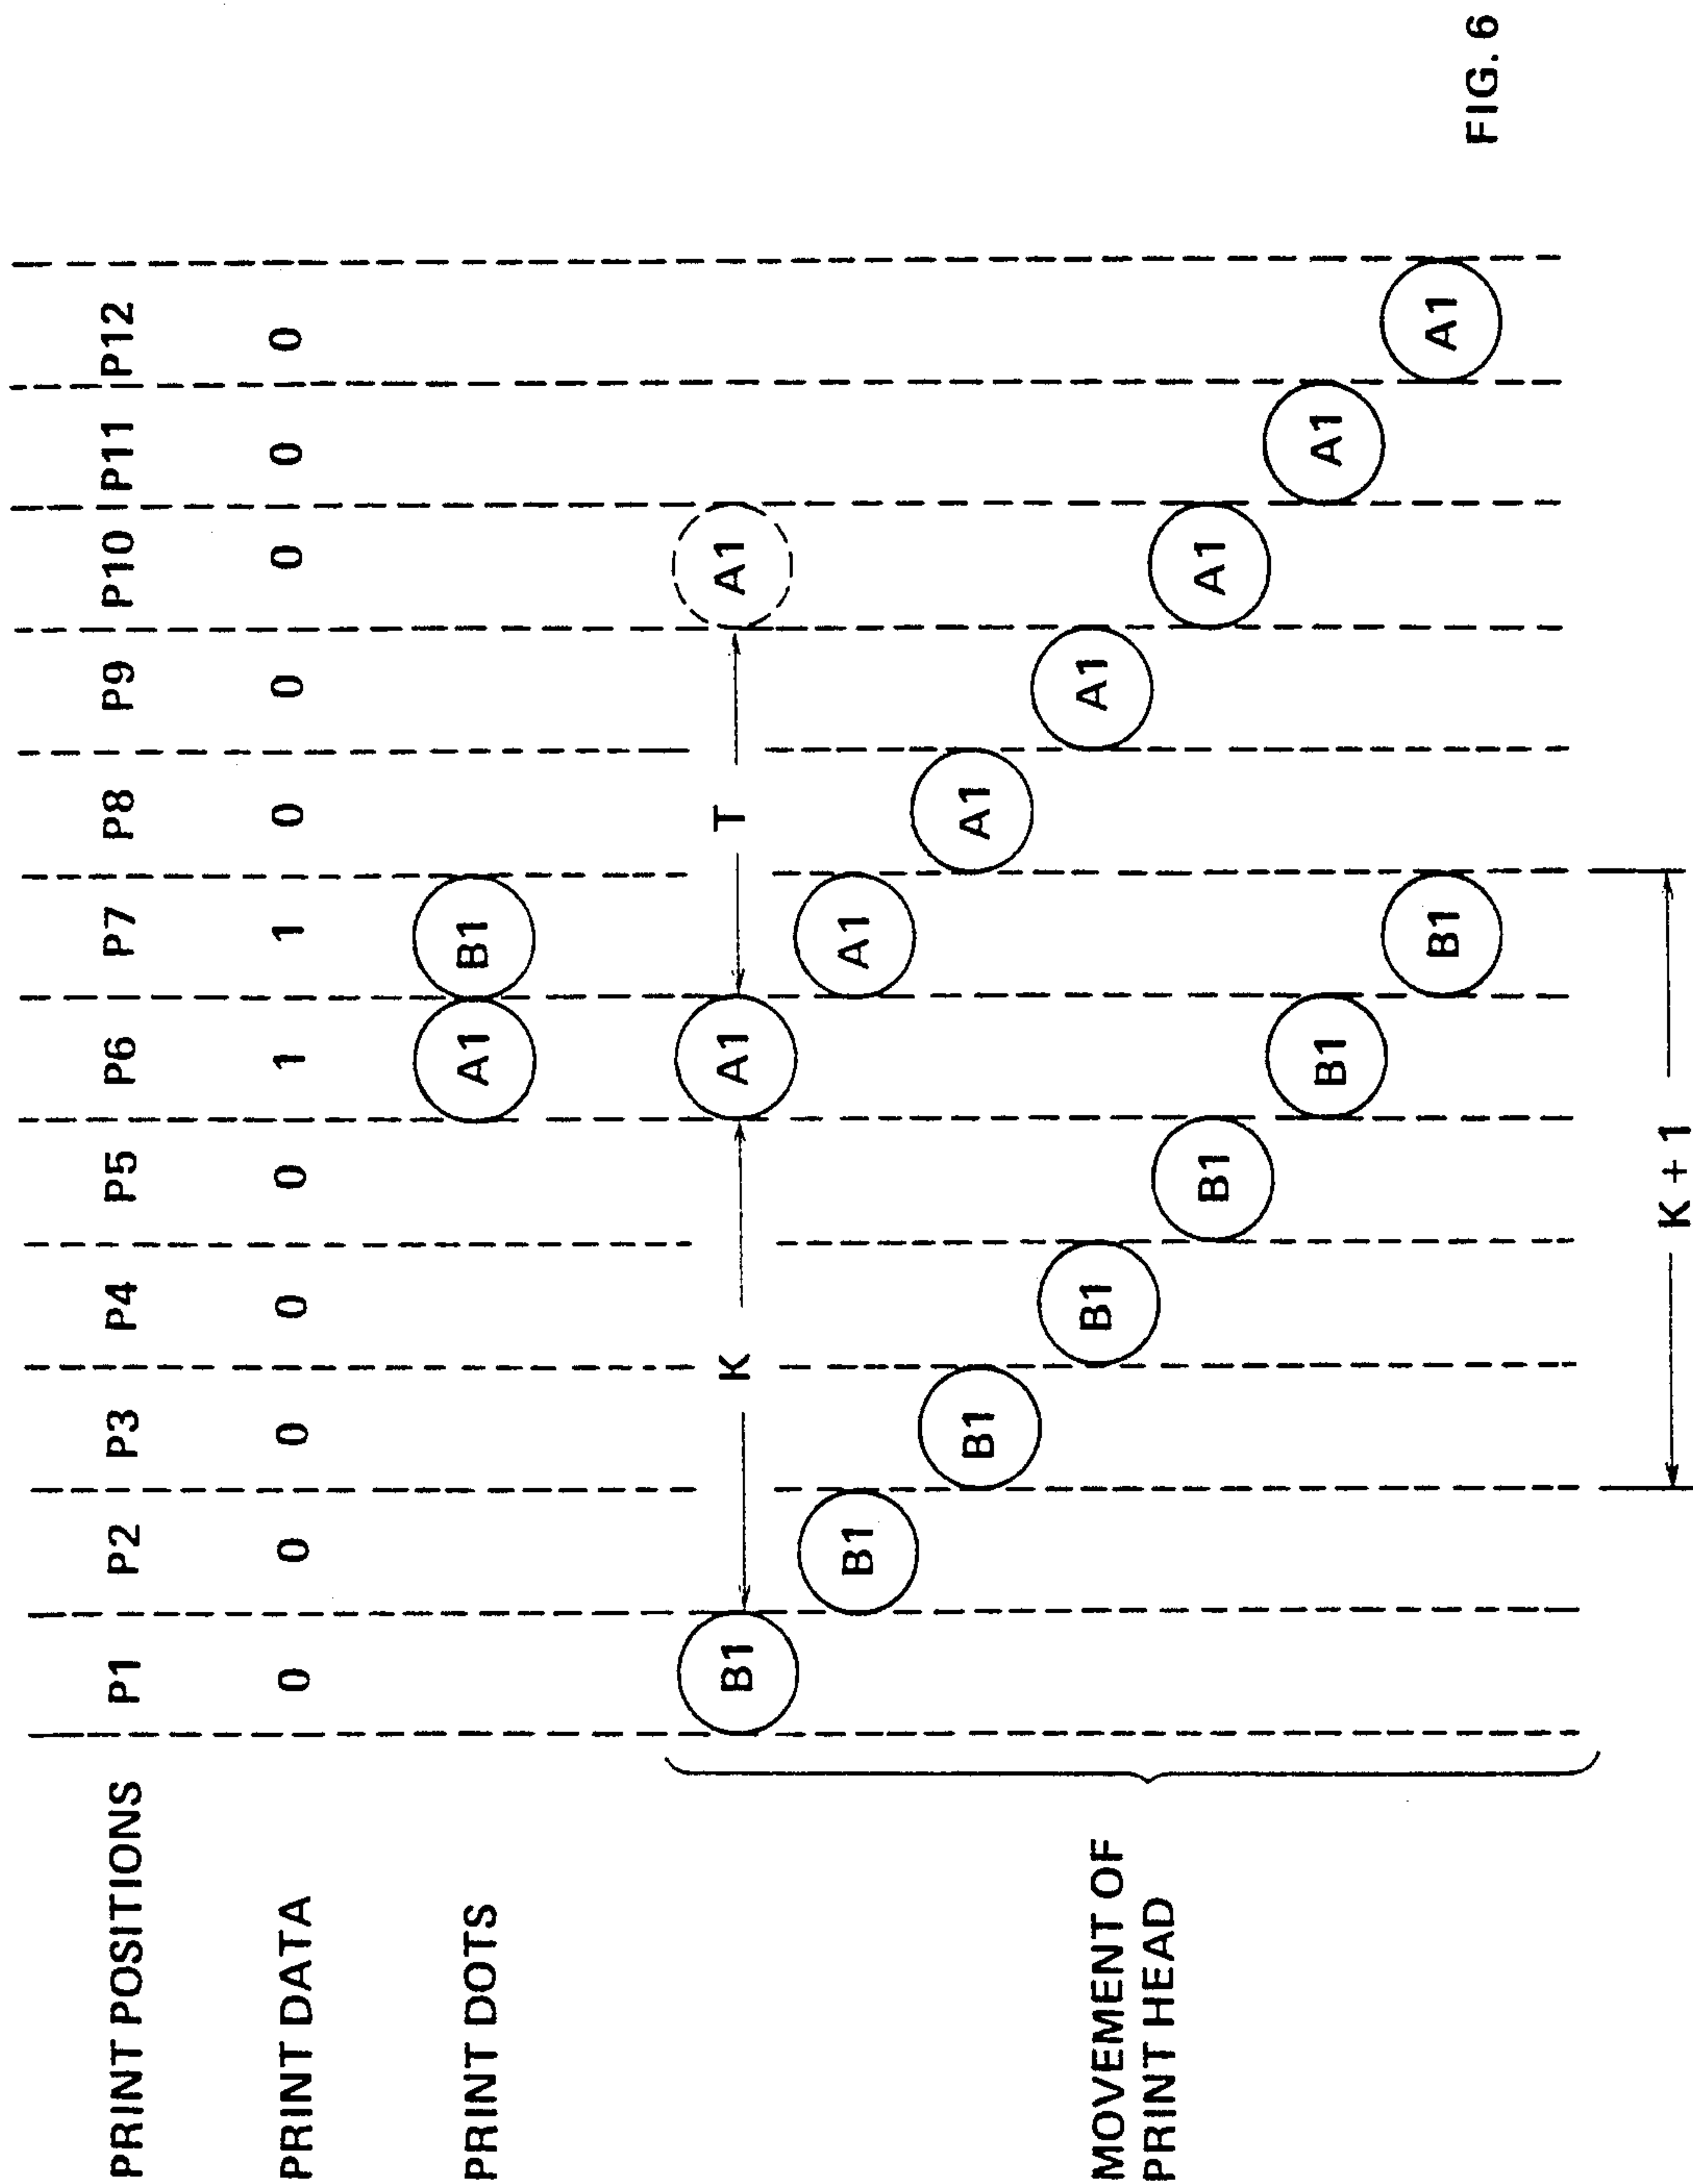 PRINT POSITIONS P1 P2 P3 P4 P5 P6 P7 P8 P9 P10 P11 P12
PRINT DATA 0 0 0 0 0 1 1 0 0 0 0 0
PRINT DOTS A1 B1
MOVEMENT OF
PRINT HEAD
B1 K A1 T A1
B1 A1
B1 A1
B1 A1
B1 A1
B1 A1
B1 A1
K + 1
FIG. 6